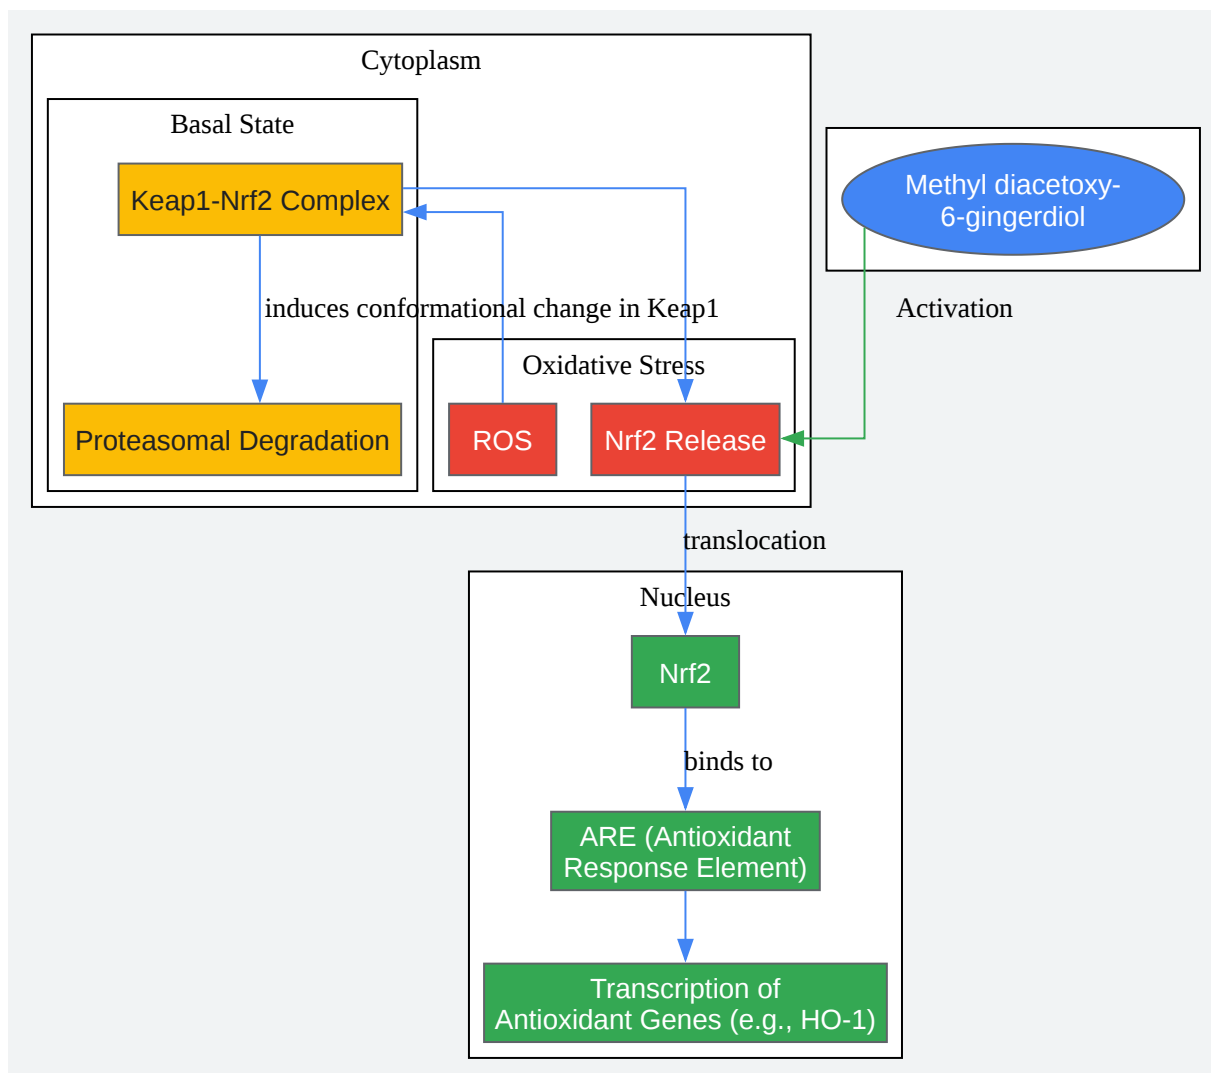 Cytoplasm
Basal State
Keap1-Nrf2 Complex
Methyl diacetoxy-
6-gingerdiol
induces conformational change in Keap1
Activation
Oxidative Stress
Proteasomal Degradation
ROS
Nrf2 Release
translocation
Nucleus
Nrf2
binds to
ARE (Antioxidant
Response Element)
Transcription of
Antioxidant Genes (e.g., HO-1)